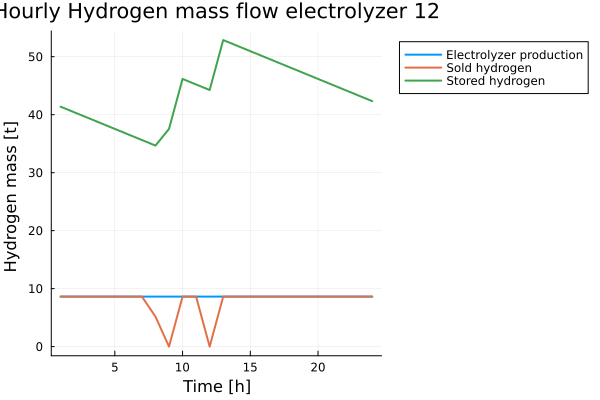 Hourly Hydrogen mass flow electrolyzer 12
Electrolyzer production
Sold hydrogen
Stored hydrogen
Hydrogen mass [t]
50
40
30
20
10
0
5 10 15 20
Time [h]